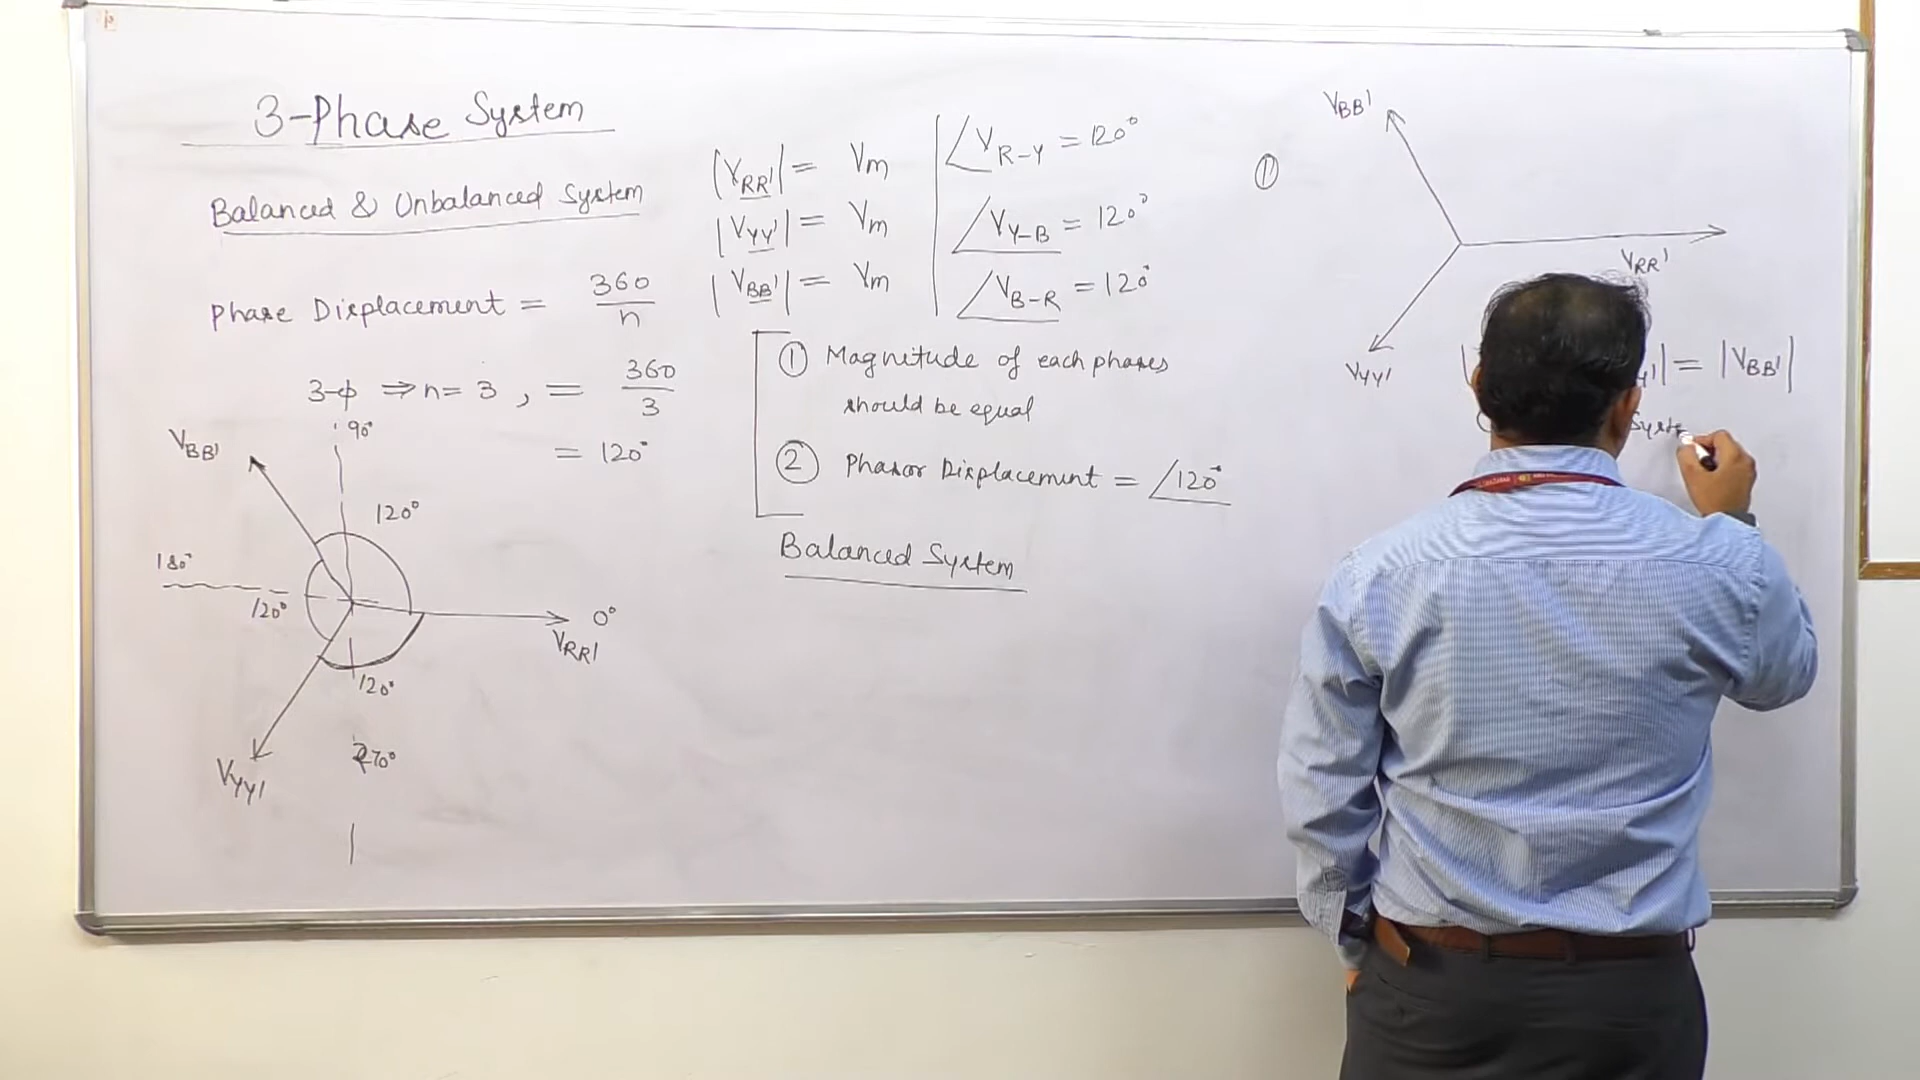 3-Phase System
Balanced & Unbalanced System
Phase Displacement = 360/n
3-ϕ ⇒ n= 3 , = 360/3
= 120°
90°
V_BB'
120°
180°
120°
0°
V_RR'
120°
270°
V_YY'
|V_RR'| = Vm
|V_YY'| = Vm
|V_BB'| = Vm
∠V_R-Y = 120°
∠V_Y-B = 120°
∠V_B-R = 120°
① Magnitude of each phases
should be equal
② Phasor Displacement = ∠120°
Balanced System
①
V_BB'
V_RR'
V_YY'
| = |V_BB'|
Syste